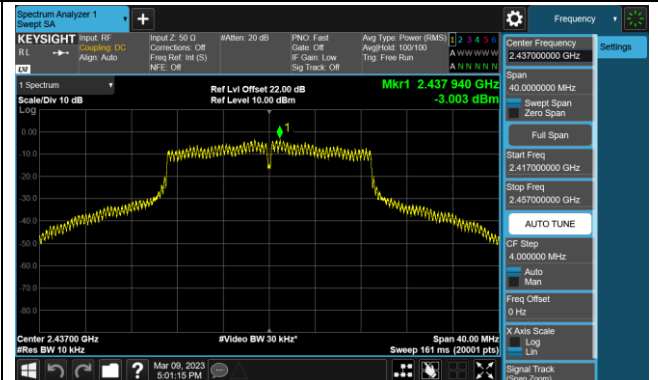 Spectrum Analyzer 1
Swept SA
+
Frequency
KEYSIGHT
RL
LXI
Input: RF
Coupling: DC
Align: Auto
Input Z: 50 Ω
Corrections: Off
Freq Ref: Int (S)
NFE: Off
#Atten: 20 dB
PNO: Fast
Gate: Off
IF Gain: Low
Sig Track: Off
Avg Type: Power (RMS)
Avg|Hold: 100/100
Trig: Free Run
1 2 3 4 5 6
A W W W W W
A N N N N N
1 Spectrum
Scale/Div 10 dB
Log
Ref Lvl Offset 22.00 dB
Ref Level 10.00 dBm
Mkr1 2.437 940 GHz
-3.003 dBm
1
0.00
-10.0
-20.0
-30.0
-40.0
-50.0
-60.0
-70.0
-80.0
Center 2.43700 GHz
#Res BW 10 kHz
#Video BW 30 kHz*
Span 40.00 MHz
Sweep 161 ms (20001 pts)
Mar 09, 2023
5:01:15 PM
?
Center Frequency
2.437000000 GHz
Settings
Span
40.0000000 MHz
Swept Span
Zero Span
Full Span
Start Freq
2.417000000 GHz
Stop Freq
2.457000000 GHz
AUTO TUNE
CF Step
4.000000 MHz
Auto
Man
Freq Offset
0 Hz
X Axis Scale
Log
Lin
Signal Track
(Span Zoom)